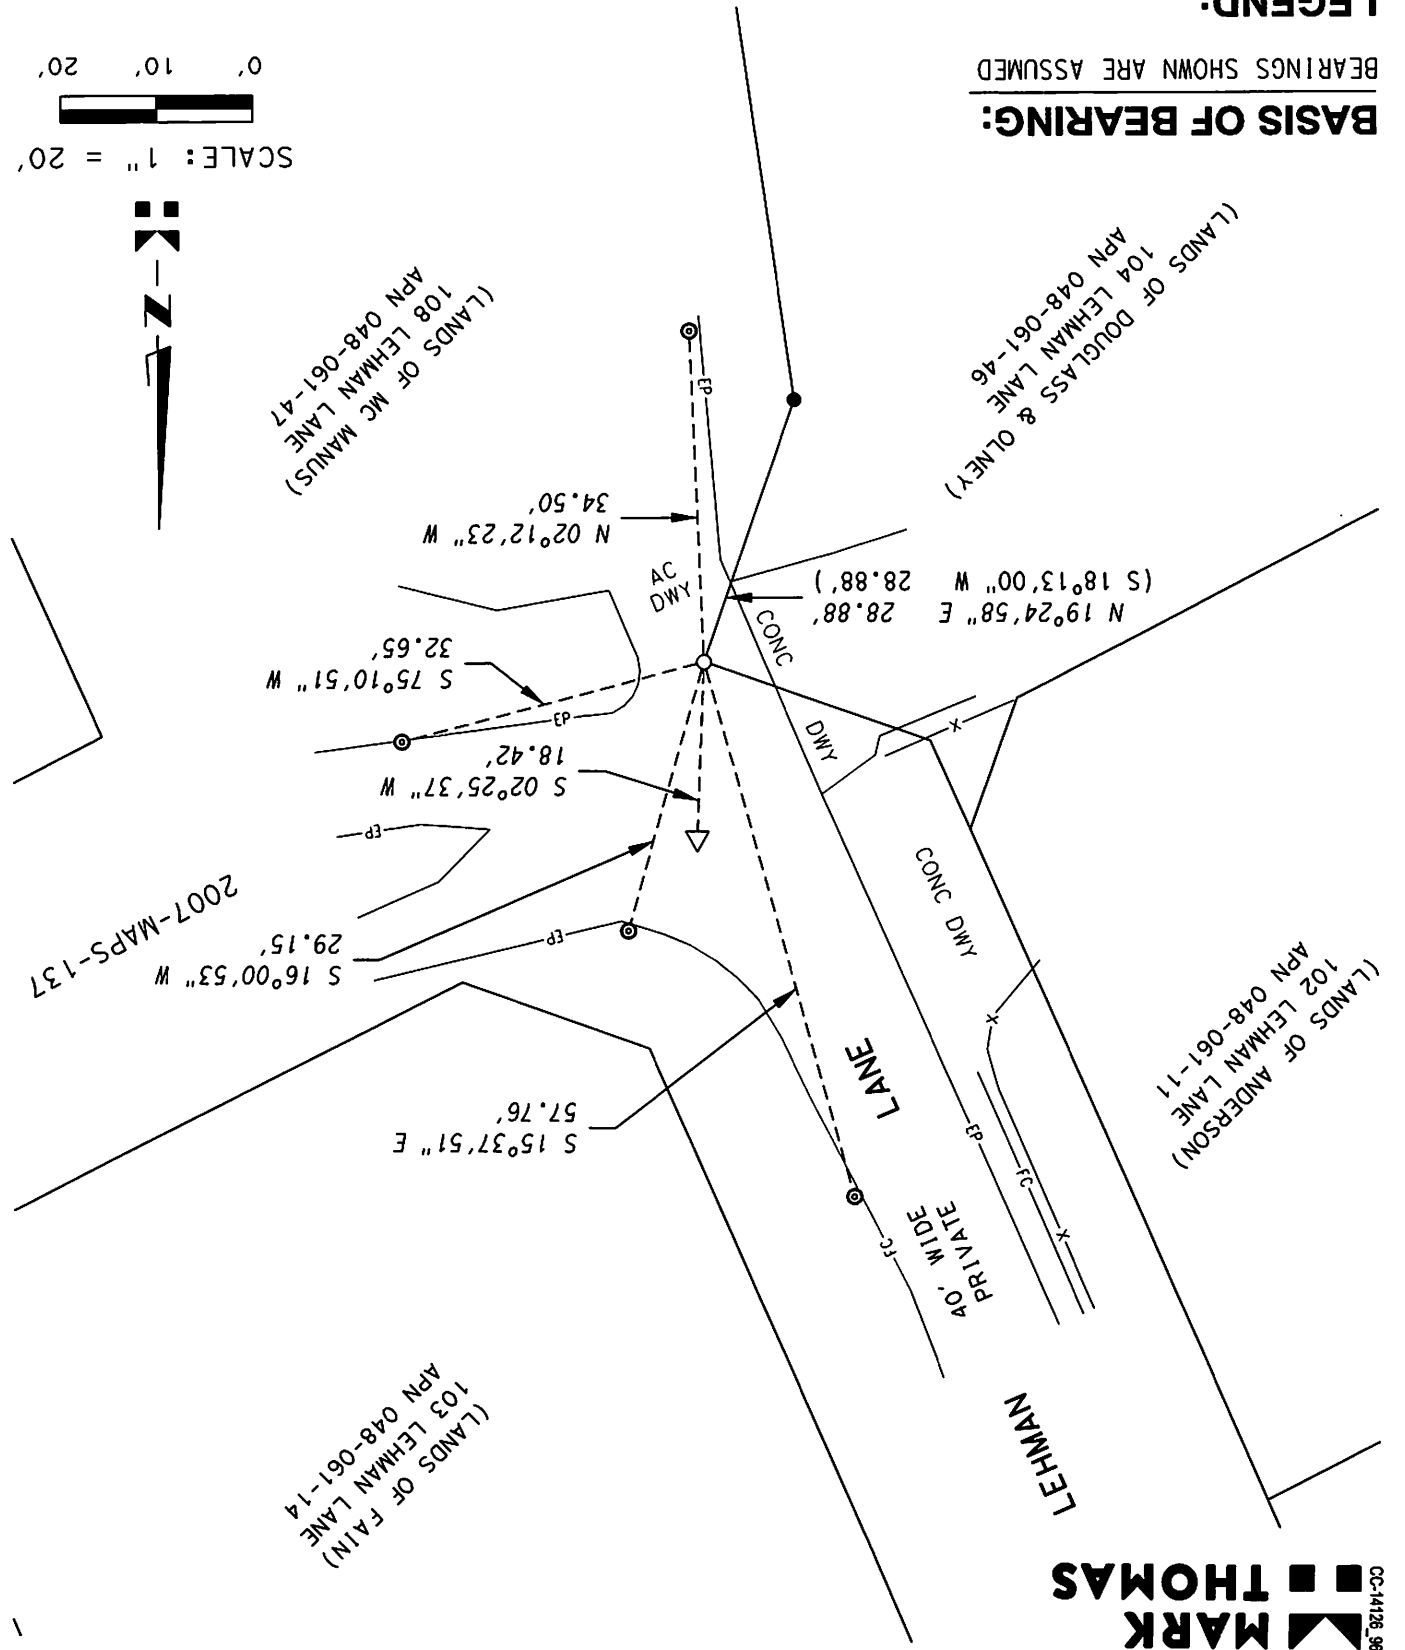 MARK
THOMAS
CC-14126_96
LEHMAN
(LANDS OF FAIN)
103 LEHMAN LANE
APN 048-061-14
40' WIDE
PRIVATE
FC
X
FC
EP
S 15°37'51" E
57.76'
LANE
(LANDS OF ANDERSON)
102 LEHMAN LANE
APN 048-061-11
X
S 16°00'53" W
29.15'
EP
2007-MAPS-137
CONC DWY
EP
S 02°25'37" W
18.42'
DWY
X
EP
S 75°10'51" W
32.65'
CONC
N 19°24'58" E 28.88'
(S 18°13'00" W 28.88')
AC
DWY
N 02°12'23" W
34.50'
EP
(LANDS OF DOUGLASS & OLNEY)
104 LEHMAN LANE
APN 048-061-46
(LANDS OF MC MANUS)
108 LEHMAN LANE
APN 048-061-47
N
SCALE: 1" = 20'
0' 10' 20'
BASIS OF BEARING:
BEARINGS SHOWN ARE ASSUMED
LEGEND: